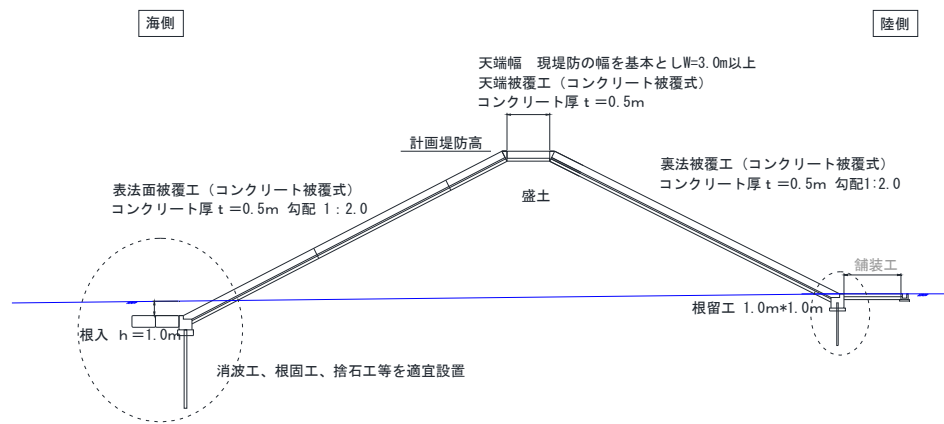 海側
陸側
天端幅　現堤防の幅を基本としW=3.0m以上
天端被覆工（コンクリート被覆式）
コンクリート厚ｔ＝0.5m
計画堤防高
表法面被覆工（コンクリート被覆式）
コンクリート厚ｔ＝0.5m 勾配 1：2.0
盛土
裏法被覆工（コンクリート被覆式）
コンクリート厚ｔ＝0.5m 勾配1:2.0
舗装工
根入 ｈ＝1.0m
根留工 1.0m*1.0m
消波工、根固工、捨石工等を適宜設置